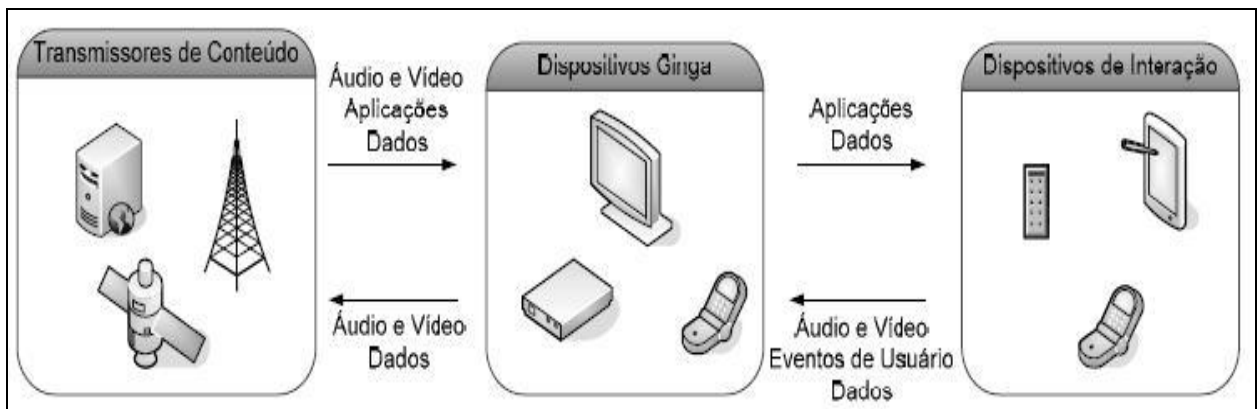 Transmissores de Conteúdo
Áudio e Vídeo
Aplicações
Dados
Áudio e Vídeo
Dados
Dispositivos Ginga
Aplicações
Dados
Áudio e Vídeo
Eventos de Usuário
Dados
Dispositivos de Interação